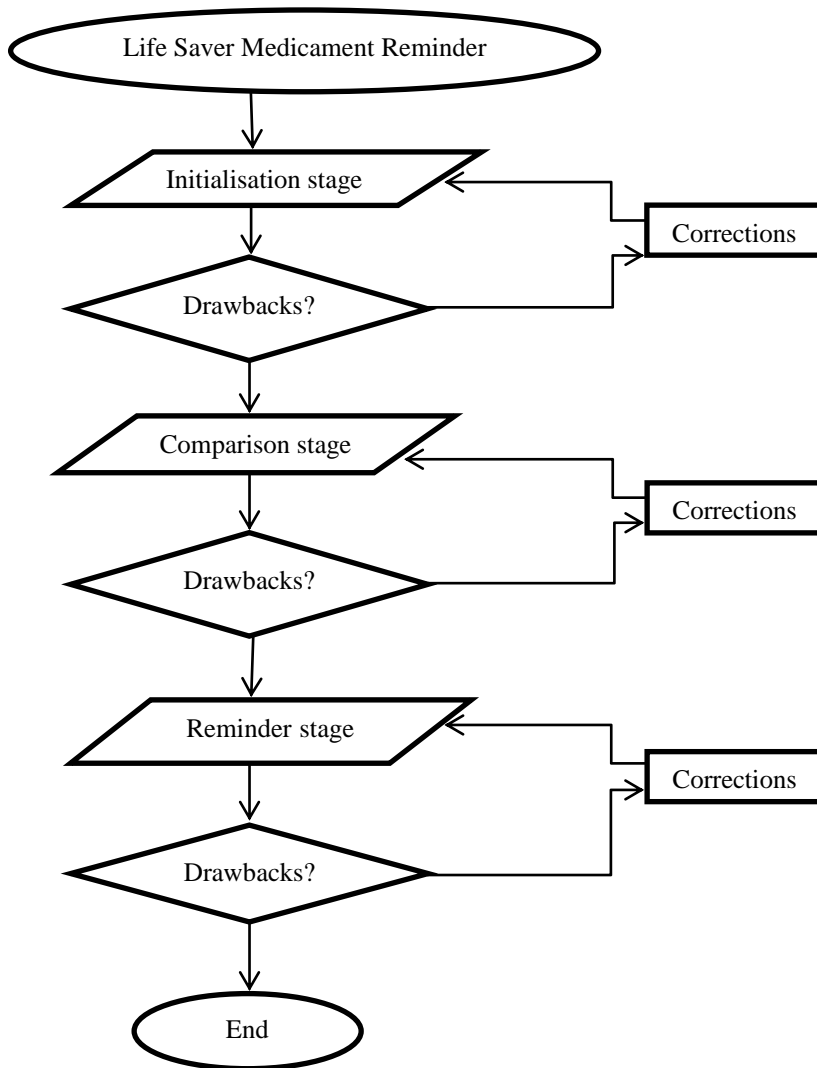 Life Saver Medicament Reminder
Initialisation stage
Corrections
Drawbacks?
Comparison stage
Corrections
Drawbacks?
Reminder stage
Corrections
Drawbacks?
End